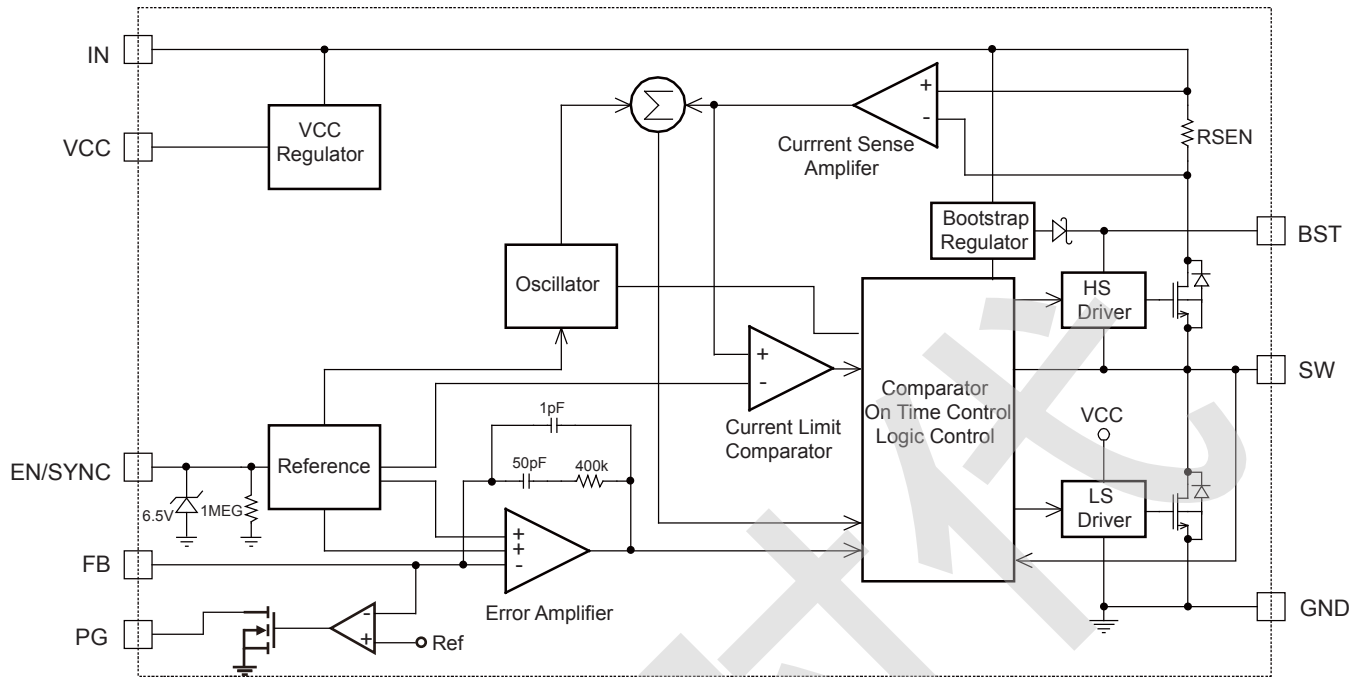 IN
VCC
VCC
Regulator
Σ
+
-
Currrent Sense
Amplifer
RSEN
Bootstrap
Regulator
BST
Oscillator
HS
Driver
+
-
Current Limit
Comparator
Comparator
On Time Control
Logic Control
SW
VCC
1pF
50pF
400k
EN/SYNC
Reference
6.5V
1MEG
LS
Driver
FB
+
+
-
Error Amplifier
PG
-
+
Ref
GND
时代